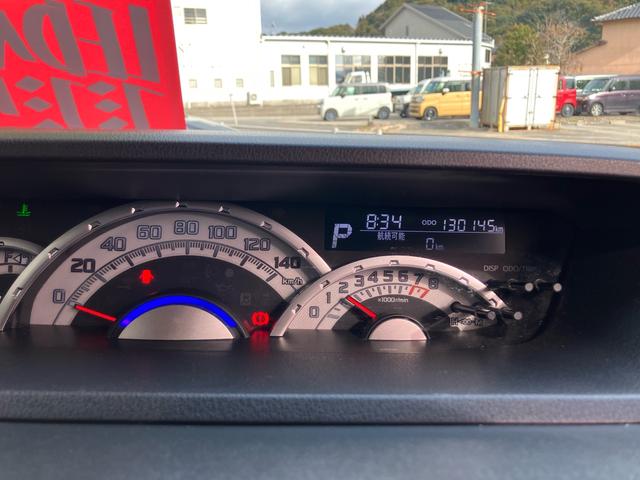 P
8:34
ODO 130145km
航続可能
0km
DISP ODO/TRIP
H M
0 20 40 60 80 100 120 140
km/h
0 1 2 3 4 5 6 7 8
×1000r/min
F